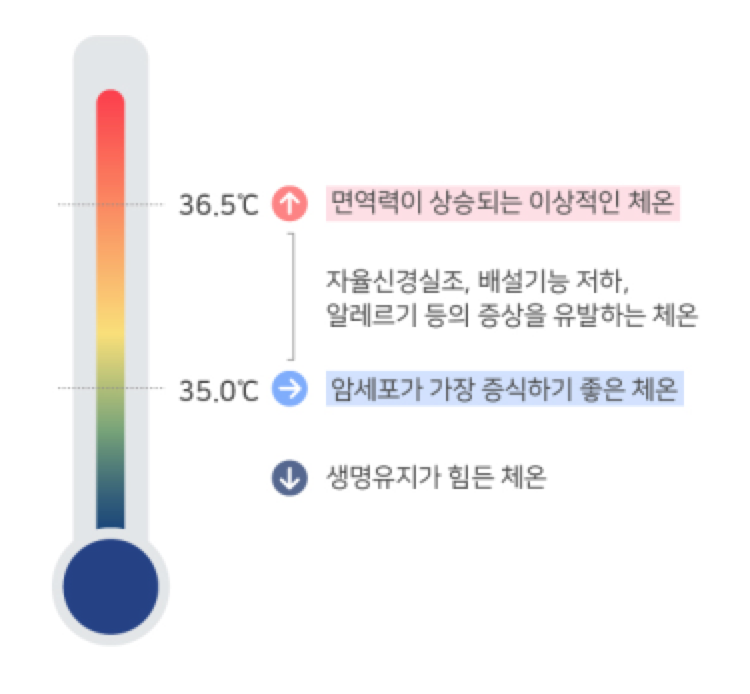 36.5℃ 면역력이 상승되는 이상적인 체온
자율신경실조, 배설기능 저하,
알레르기 등의 증상을 유발하는 체온
35.0℃ 암세포가 가장 증식하기 좋은 체온
생명유지가 힘든 체온